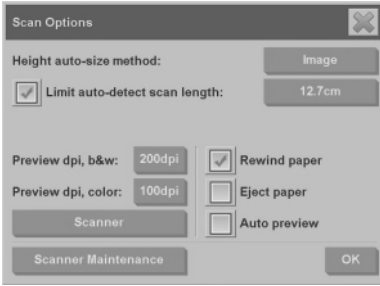 Scan Options
Height auto-size method: Image
Limit auto-detect scan length: 12.7cm
Preview dpi, b&w: 200dpi Rewind paper
Preview dpi, color: 100dpi Eject paper
Scanner Auto preview
Scanner Maintenance OK